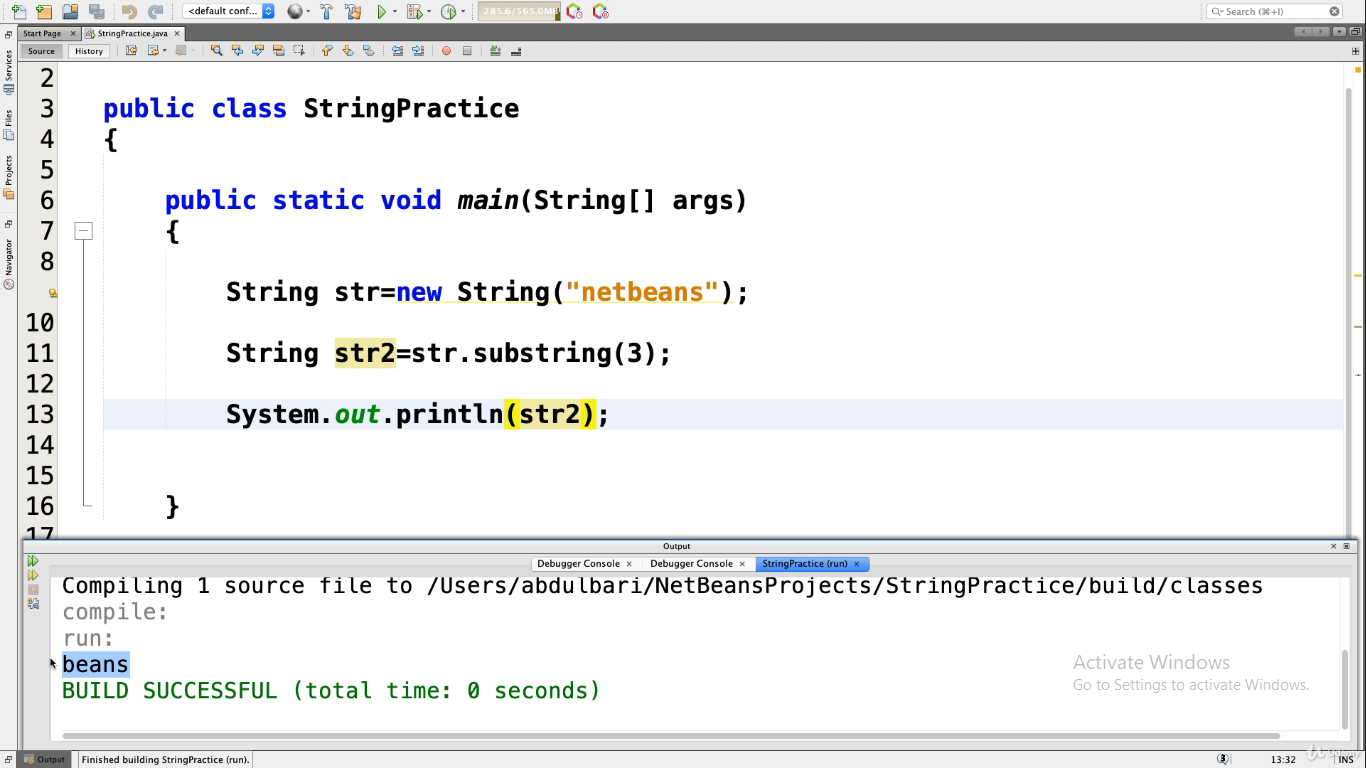 <default conf...
285.6/565.0MB
Search (⌘+I)
Start Page
StringPractice.java
Source
History
Services
Files
Projects
Navigator
2
3 public class StringPractice
4 {
5
6 public static void main(String[] args)
7 {
8
String str=new String("netbeans");
10
11 String str2=str.substring(3);
12
13 System.out.println(str2);
14
15
16 }
17
Output
Debugger Console
Debugger Console
StringPractice (run)
Compiling 1 source file to /Users/abdulbari/NetBeansProjects/StringPractice/build/classes
compile:
run:
beans
BUILD SUCCESSFUL (total time: 0 seconds)
Activate Windows
Go to Settings to activate Windows.
Output
Finished building StringPractice (run).
13:32
INS
Udemy